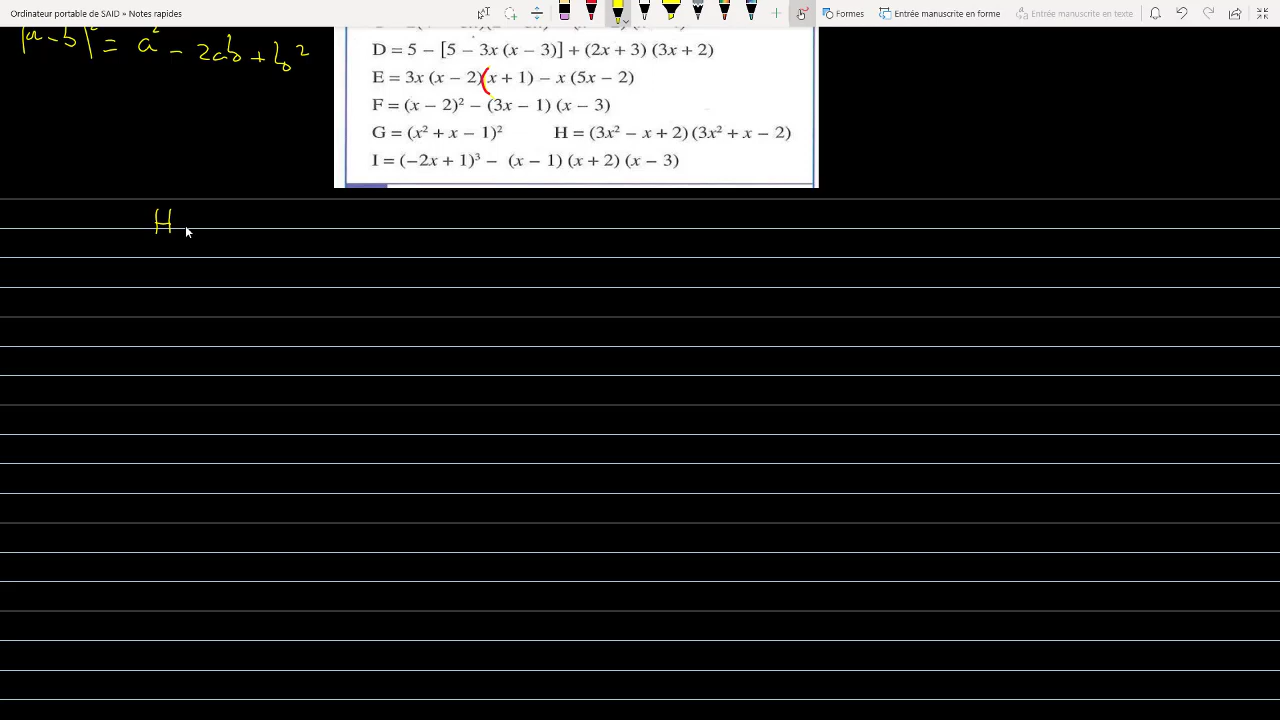 Ordinateur portable de SAID » Notes rapides
Formes
Entrée manuscrite en forme
Entrée manuscrite en texte
|a - b|² = a² - 2ab + b²
D = 5 − [5 − 3x (x − 3)] + (2x + 3) (3x + 2)
E = 3x (x − 2)(x + 1) − x (5x − 2)
F = (x − 2)² − (3x − 1) (x − 3)
G = (x² + x − 1)² H = (3x² − x + 2) (3x² + x − 2)
I = (−2x + 1)³ − (x − 1) (x + 2) (x − 3)
H